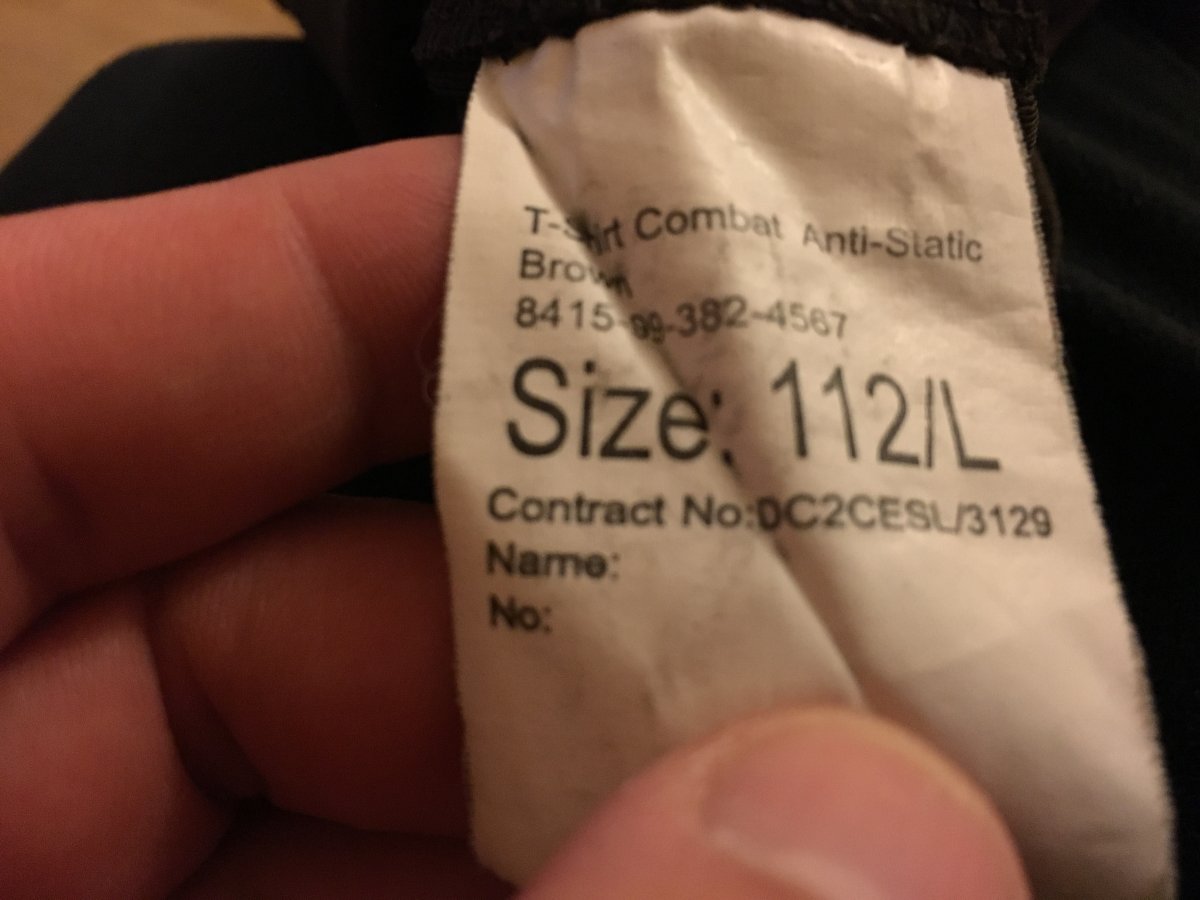 T-Shirt Combat Anti-Static
Brown
8415-99-382-4567
Size: 112/L
Contract No:DC2CESL/3129
Name:
No: